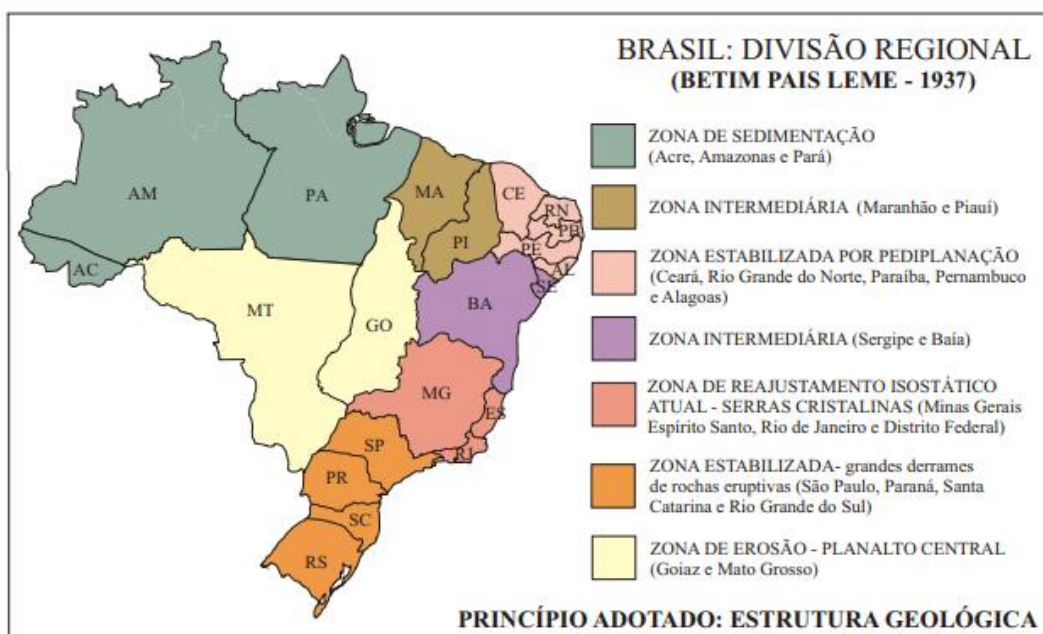 BRASIL: DIVISÃO REGIONAL
(BETIM PAIS LEME - 1937)
ZONA DE SEDIMENTAÇÃO
(Acre, Amazonas e Pará)
ZONA INTERMEDIÁRIA (Maranhão e Piauí)
ZONA ESTABILIZADA POR PEDIPLANAÇÃO
(Ceará, Rio Grande do Norte, Paraíba, Pernambuco
e Alagoas)
ZONA INTERMEDIÁRIA (Sergipe e Baía)
ZONA DE REAJUSTAMENTO ISOSTÁTICO
ATUAL - SERRAS CRISTALINAS (Minas Gerais
Espírito Santo, Rio de Janeiro e Distrito Federal)
ZONA ESTABILIZADA- grandes derrames
de rochas eruptivas (São Paulo, Paraná, Santa
Catarina e Rio Grande do Sul)
ZONA DE EROSÃO - PLANALTO CENTRAL
(Goiaz e Mato Grosso)
PRINCÍPIO ADOTADO: ESTRUTURA GEOLÓGICA
AM
PA
MA
CE
RN
PB
PI
PE
AL
SE
AC
MT
GO
BA
MG
ES
SP
RJ
PR
SC
RS